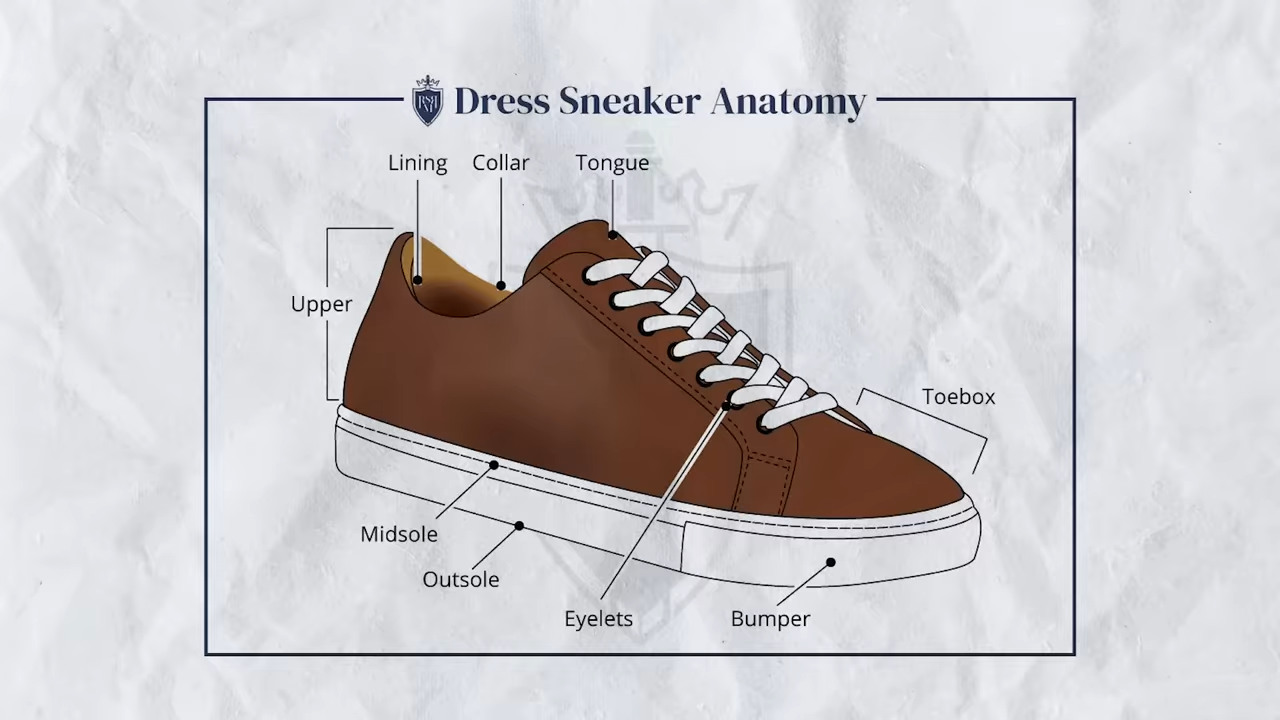 Dress Sneaker Anatomy
Lining Collar Tongue
Upper
Toebox
Midsole
Outsole
Eyelets Bumper